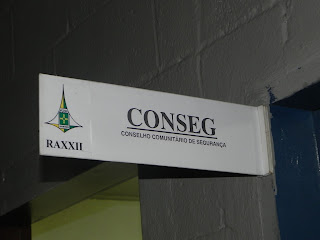 CONSEG
CONSELHO COMUNITÁRIO DE SEGURANÇA
RAXXII